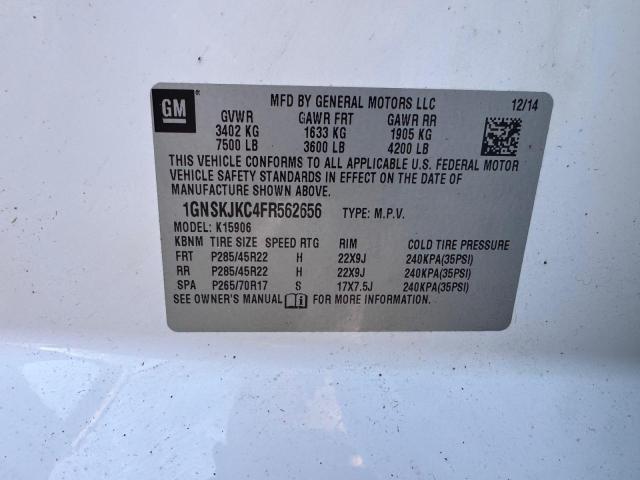 GM
MFD BY GENERAL MOTORS LLC 12/14
GVWR GAWR FRT GAWR RR
3402 KG 1633 KG 1905 KG
7500 LB 3600 LB 4200 LB
THIS VEHICLE CONFORMS TO ALL APPLICABLE U.S. FEDERAL MOTOR
VEHICLE SAFETY STANDARDS IN EFFECT ON THE DATE OF
MANUFACTURE SHOWN ABOVE.
1GNSKJKC4FR562656 TYPE: M.P.V.
MODEL: K15906
KBNM TIRE SIZE SPEED RTG RIM COLD TIRE PRESSURE
FRT P285/45R22 H 22X9J 240KPA(35PSI)
RR P285/45R22 H 22X9J 240KPA(35PSI)
SPA P265/70R17 S 17X7.5J 240KPA(35PSI)
SEE OWNER'S MANUAL FOR MORE INFORMATION.